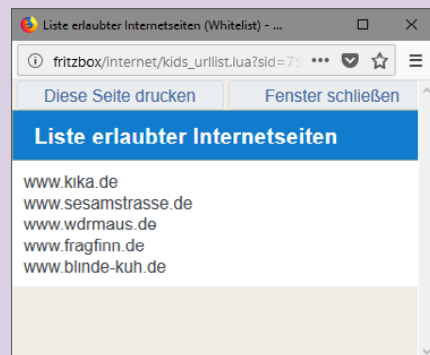 Liste erlaubter Internetseiten (Whitelist) - ...
fritzbox/internet/kids_urllist.lua?sid=79
Diese Seite drucken Fenster schließen
Liste erlaubter Internetseiten
www.kika.de
www.sesamstrasse.de
www.wdrmaus.de
www.fragfinn.de
www.blinde-kuh.de